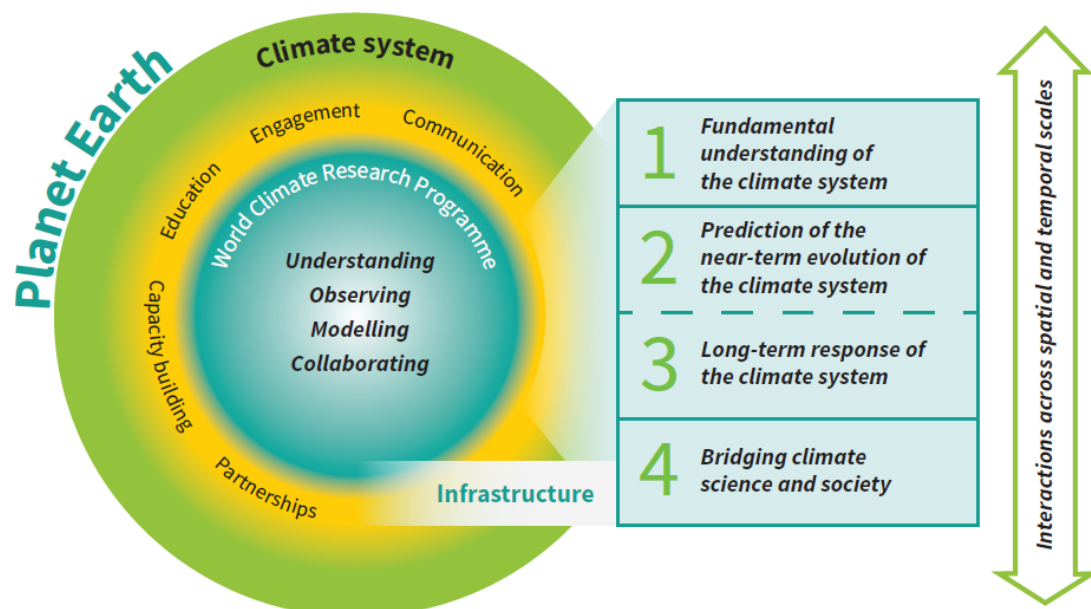 Planet Earth
Climate system
Engagement
Communication
Education
Capacity building
Partnerships
World Climate Research Programme
Understanding
Observing
Modelling
Collaborating
Infrastructure
1
Fundamental
understanding of
the climate system
2
Prediction of the
near-term evolution of
the climate system
3
Long-term response of
the climate system
4
Bridging climate
science and society
Interactions across spatial and temporal scales